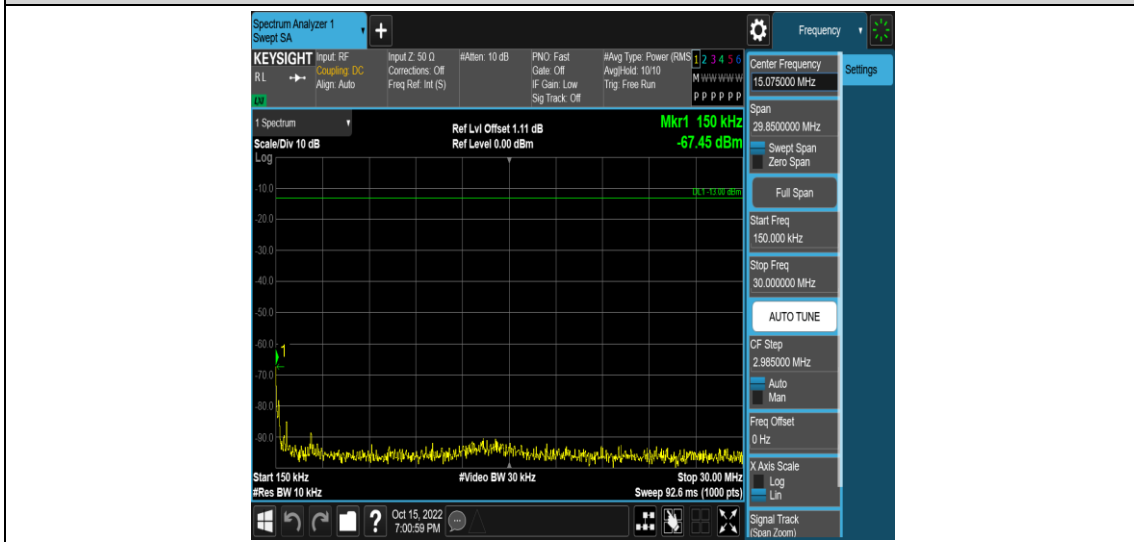 Spectrum Analyzer 1
Swept SA
+
Frequency
KEYSIGHT
RL
LXI
Input: RF
Coupling: DC
Align: Auto
Input Z: 50 Ω
Corrections: Off
Freq Ref: Int (S)
#Atten: 10 dB
PNO: Fast
Gate: Off
IF Gain: Low
Sig Track: Off
#Avg Type: Power (RMS
Avg|Hold: 10/10
Trig: Free Run
1 2 3 4 5 6
M W W W W W
P P P P P P
1 Spectrum
Scale/Div 10 dB
Log
Ref Lvl Offset 1.11 dB
Ref Level 0.00 dBm
Mkr1 150 kHz
-67.45 dBm
DL1 -13.00 dBm
-10.0
-20.0
-30.0
-40.0
-50.0
-60.0
1
-70.0
-80.0
-90.0
Start 150 kHz
#Res BW 10 kHz
#Video BW 30 kHz
Stop 30.00 MHz
Sweep 92.6 ms (1000 pts)
Oct 15, 2022
7:00:59 PM
?
Center Frequency
15.075000 MHz
Settings
Span
29.8500000 MHz
Swept Span
Zero Span
Full Span
Start Freq
150.000 kHz
Stop Freq
30.000000 MHz
AUTO TUNE
CF Step
2.985000 MHz
Auto
Man
Freq Offset
0 Hz
X Axis Scale
Log
Lin
Signal Track
(Span Zoom)